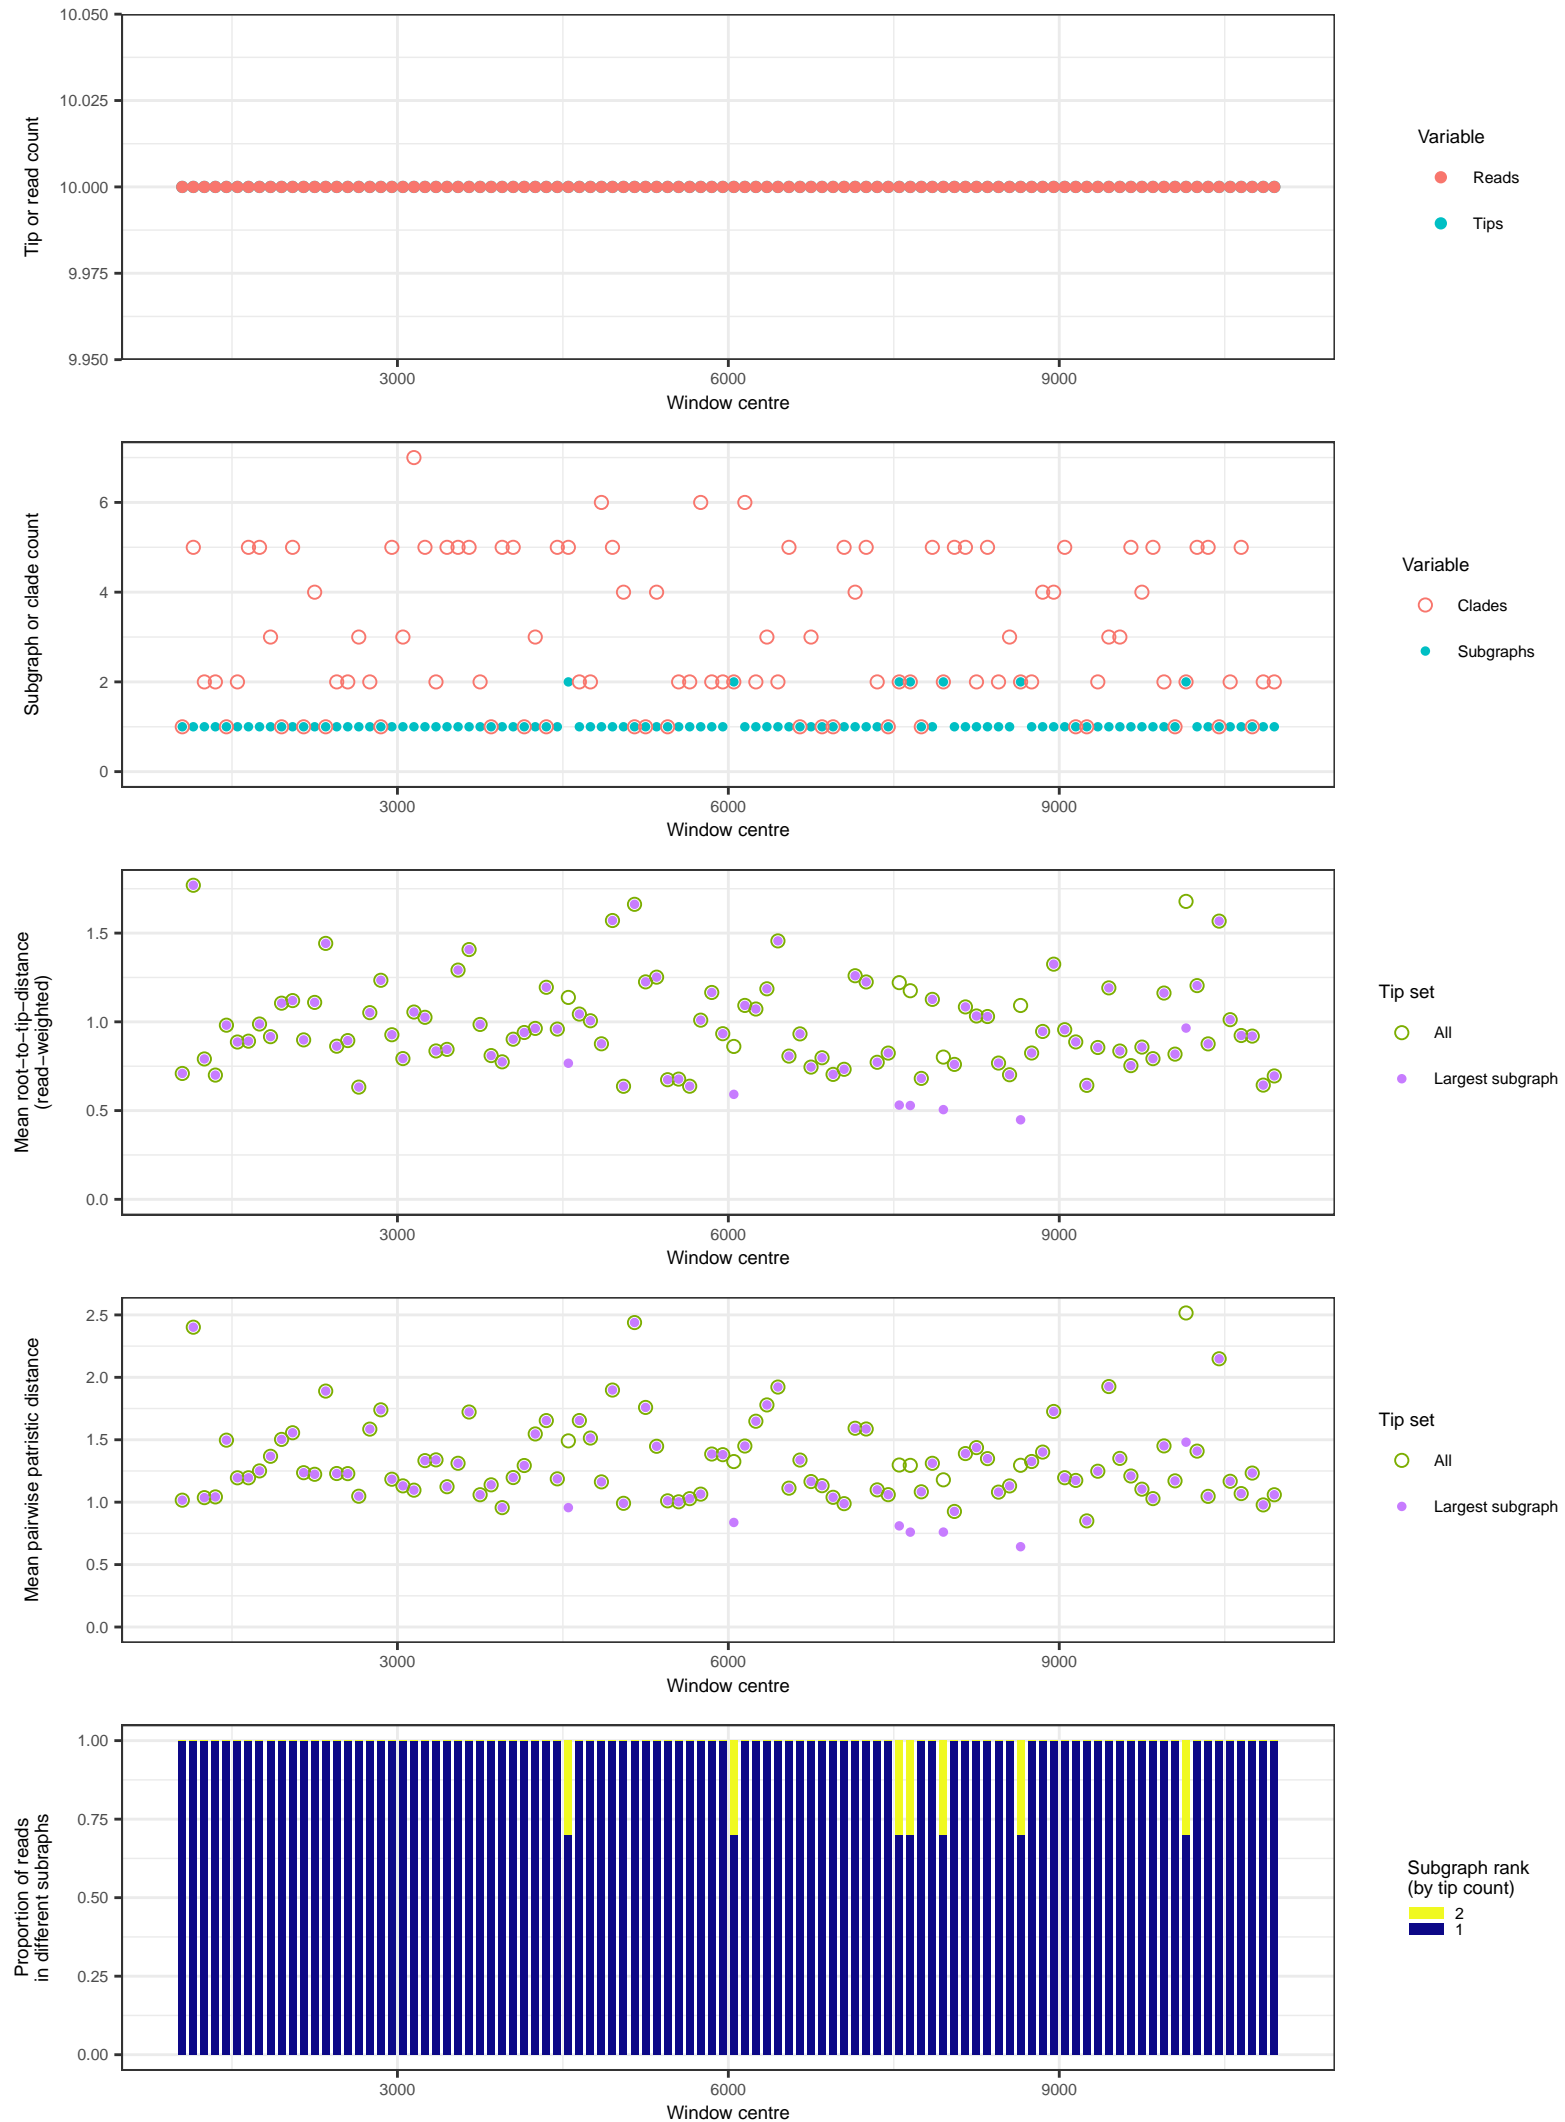 10.050
10.025
10.000
9.975
9.950
Tip or read count
3000
6000
9000
Window centre
Variable
Reads
Tips
6
4
2
0
Subgraph or clade count
3000
6000
9000
Window centre
Variable
Clades
Subgraphs
1.5
1.0
0.5
0.0
Mean root−to−tip−distance
(read−weighted)
3000
6000
9000
Window centre
Tip set
All
Largest subgraph
2.5
2.0
1.5
1.0
0.5
0.0
Mean pairwise patristic distance
3000
6000
9000
Window centre
Tip set
All
Largest subgraph
1.00
0.75
0.50
0.25
0.00
Proportion of reads
in different subraphs
3000
6000
9000
Window centre
Subgraph rank
(by tip count)
2
1